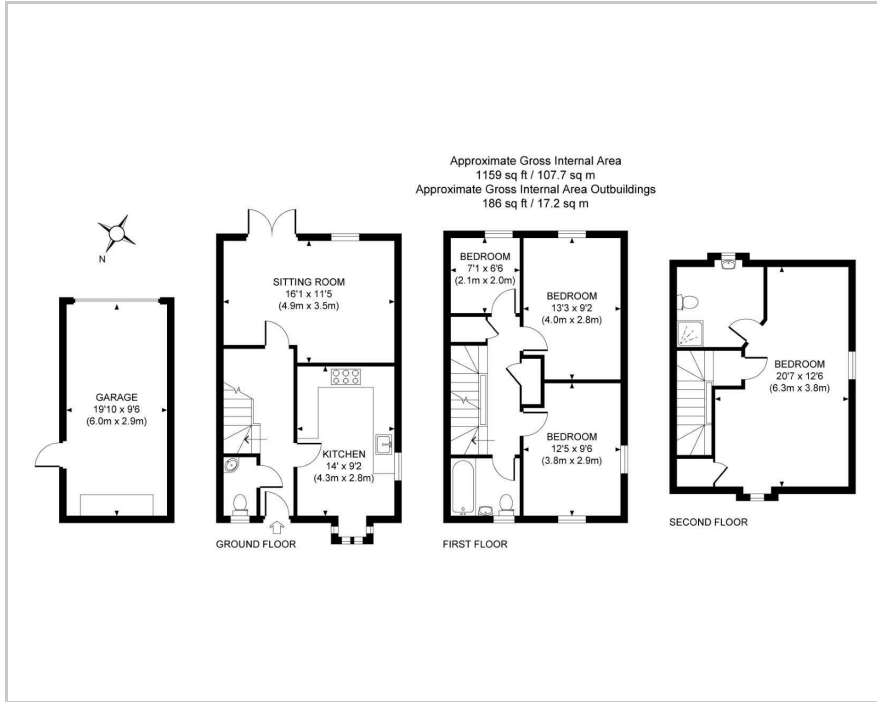 Approximate Gross Internal Area
1159 sq ft / 107.7 sq m
Approximate Gross Internal Area Outbuildings
186 sq ft / 17.2 sq m
N
GARAGE
19'10 x 9'6
(6.0m x 2.9m)
SITTING ROOM
16'1 x 11'5
(4.9m x 3.5m)
KITCHEN
14' x 9'2
(4.3m x 2.8m)
GROUND FLOOR
BEDROOM
7'1 x 6'6
(2.1m x 2.0m)
BEDROOM
13'3 x 9'2
(4.0m x 2.8m)
BEDROOM
12'5 x 9'6
(3.8m x 2.9m)
FIRST FLOOR
BEDROOM
20'7 x 12'6
(6.3m x 3.8m)
SECOND FLOOR